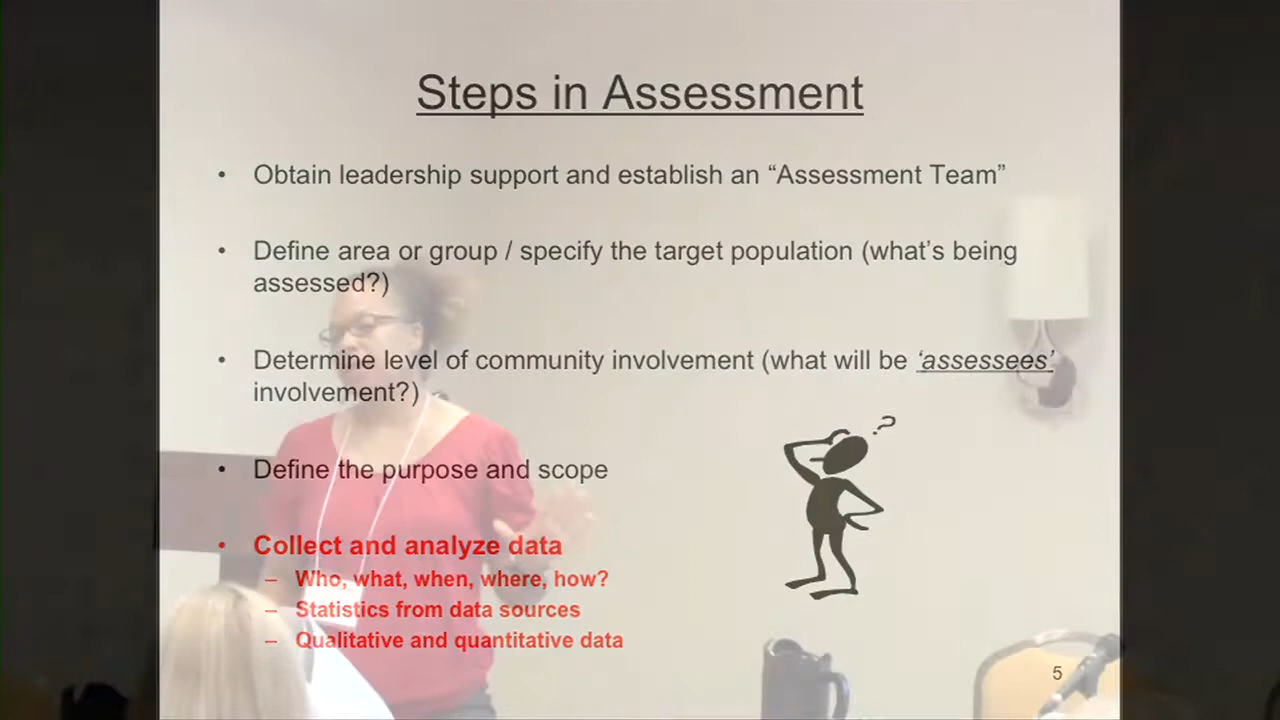 Steps in Assessment
• Obtain leadership support and establish an “Assessment Team”
• Define area or group / specify the target population (what’s being
assessed?)
• Determine level of community involvement (what will be ‘assessees’
involvement?)
• Define the purpose and scope
?
• Collect and analyze data
– Who, what, when, where, how?
– Statistics from data sources
– Qualitative and quantitative data
5